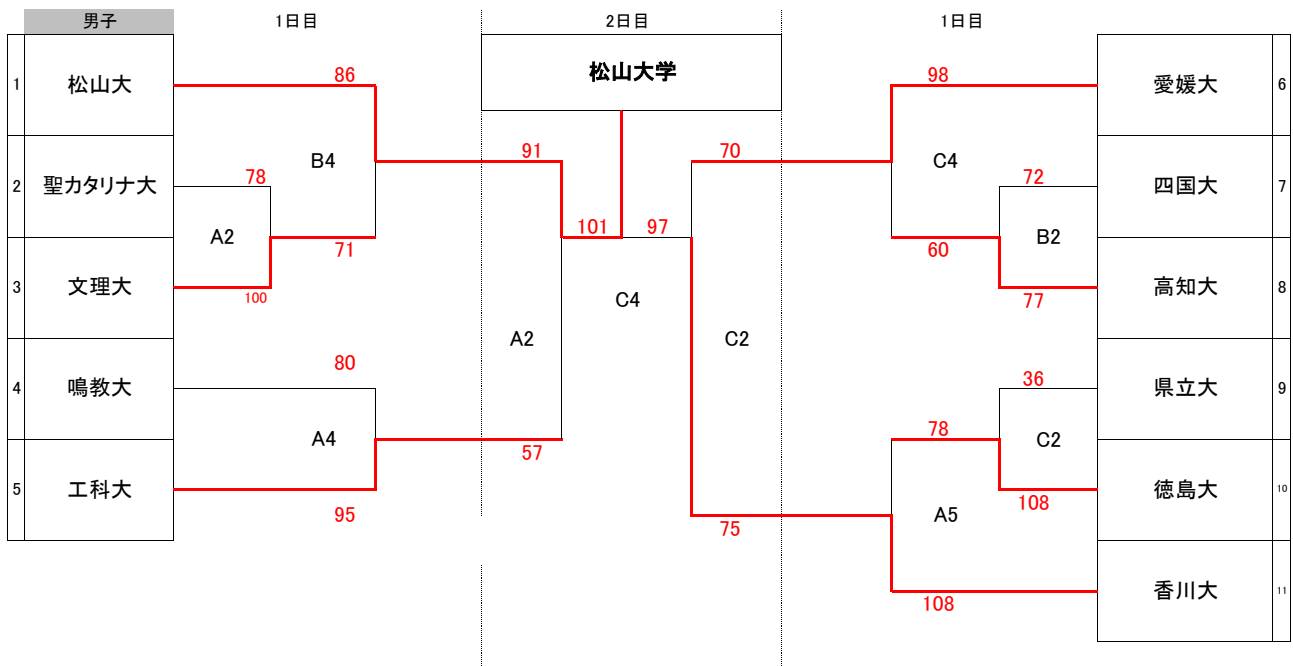 男子 1日目 2日目 1日目
松山大学
1 松山大 86 98 愛媛大 6
B4 91 70 C4
2 聖カタリナ大 78 72 四国大 7
A2 101 97 B2
71 60
3 文理大 100 77 高知大 8
C4
A2 C2
80 36
4 鳴教大 県立大 9
A4 57 78 C2
5 工科大 95 108 徳島大 10
75 A5
108 香川大 11